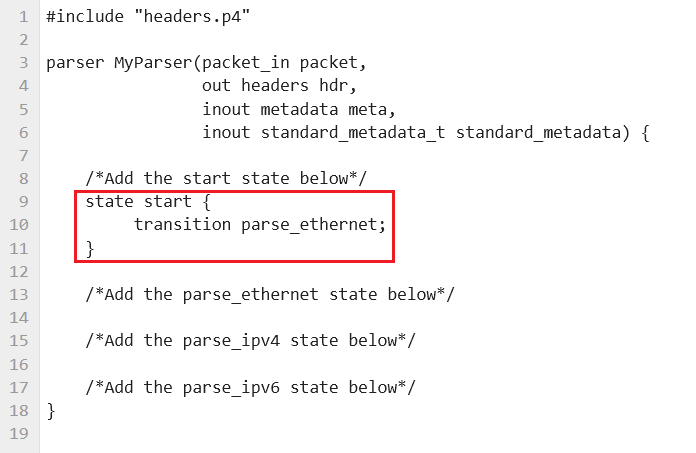 1 #include "headers.p4"
2
3 parser MyParser(packet_in packet,
4                 out headers hdr,
5                 inout metadata meta,
6                 inout standard_metadata_t standard_metadata) {
7
8     /*Add the start state below*/
9     state start {
10         transition parse_ethernet;
11    }
12
13    /*Add the parse_ethernet state below*/
14
15    /*Add the parse_ipv4 state below*/
16
17    /*Add the parse_ipv6 state below*/
18 }
19